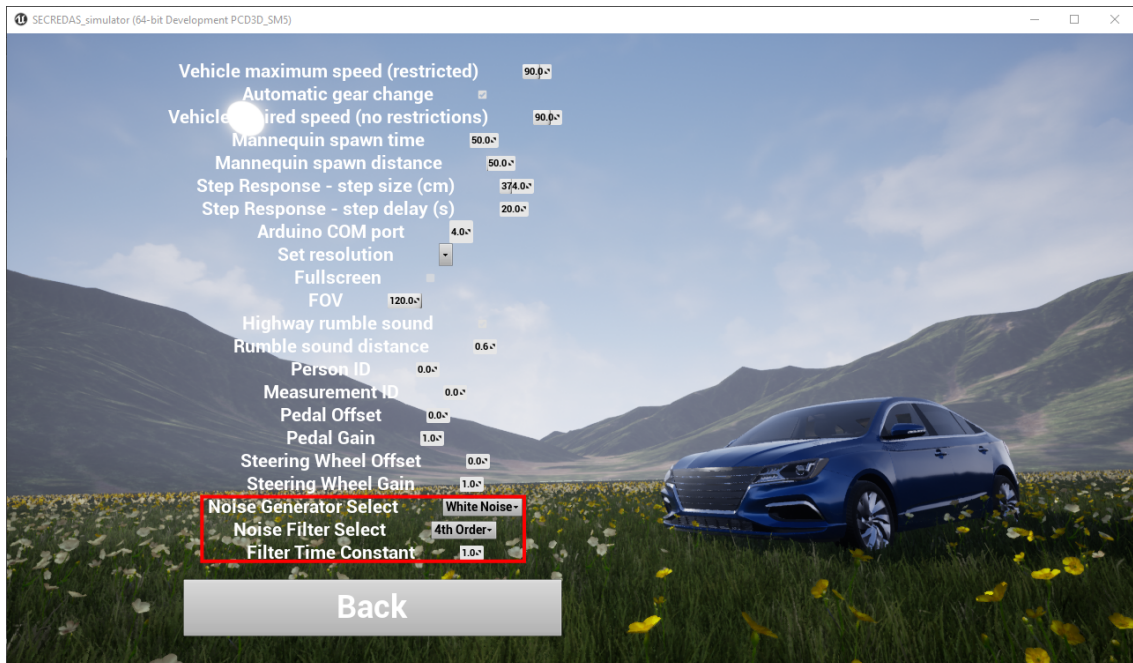 SECREDAS_simulator (64-bit Development PCD3D_SM5)
Vehicle maximum speed (restricted) 90.0
Automatic gear change
Vehicle ired speed (no restrictions) 90.0
Mannequin spawn time 50.0
Mannequin spawn distance 50.0
Step Response - step size (cm) 374.0
Step Response - step delay (s) 20.0
Arduino COM port 4.0
Set resolution
Fullscreen
FOV 120.0
Highway rumble sound
Rumble sound distance 0.6
Person ID 0.0
Measurement ID 0.0
Pedal Offset 0.0
Pedal Gain 1.0
Steering Wheel Offset 0.0
Steering Wheel Gain 1.0
Noise Generator Select White Noise
Noise Filter Select 4th Order
Filter Time Constant 1.0
Back